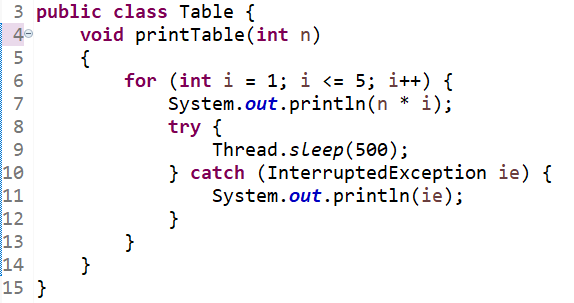 3 public class Table {
4 void printTable(int n)
5 {
6 for (int i = 1; i <= 5; i++) {
7 System.out.println(n * i);
8 try {
9 Thread.sleep(500);
10 } catch (InterruptedException ie) {
11 System.out.println(ie);
12 }
13 }
14 }
15 }